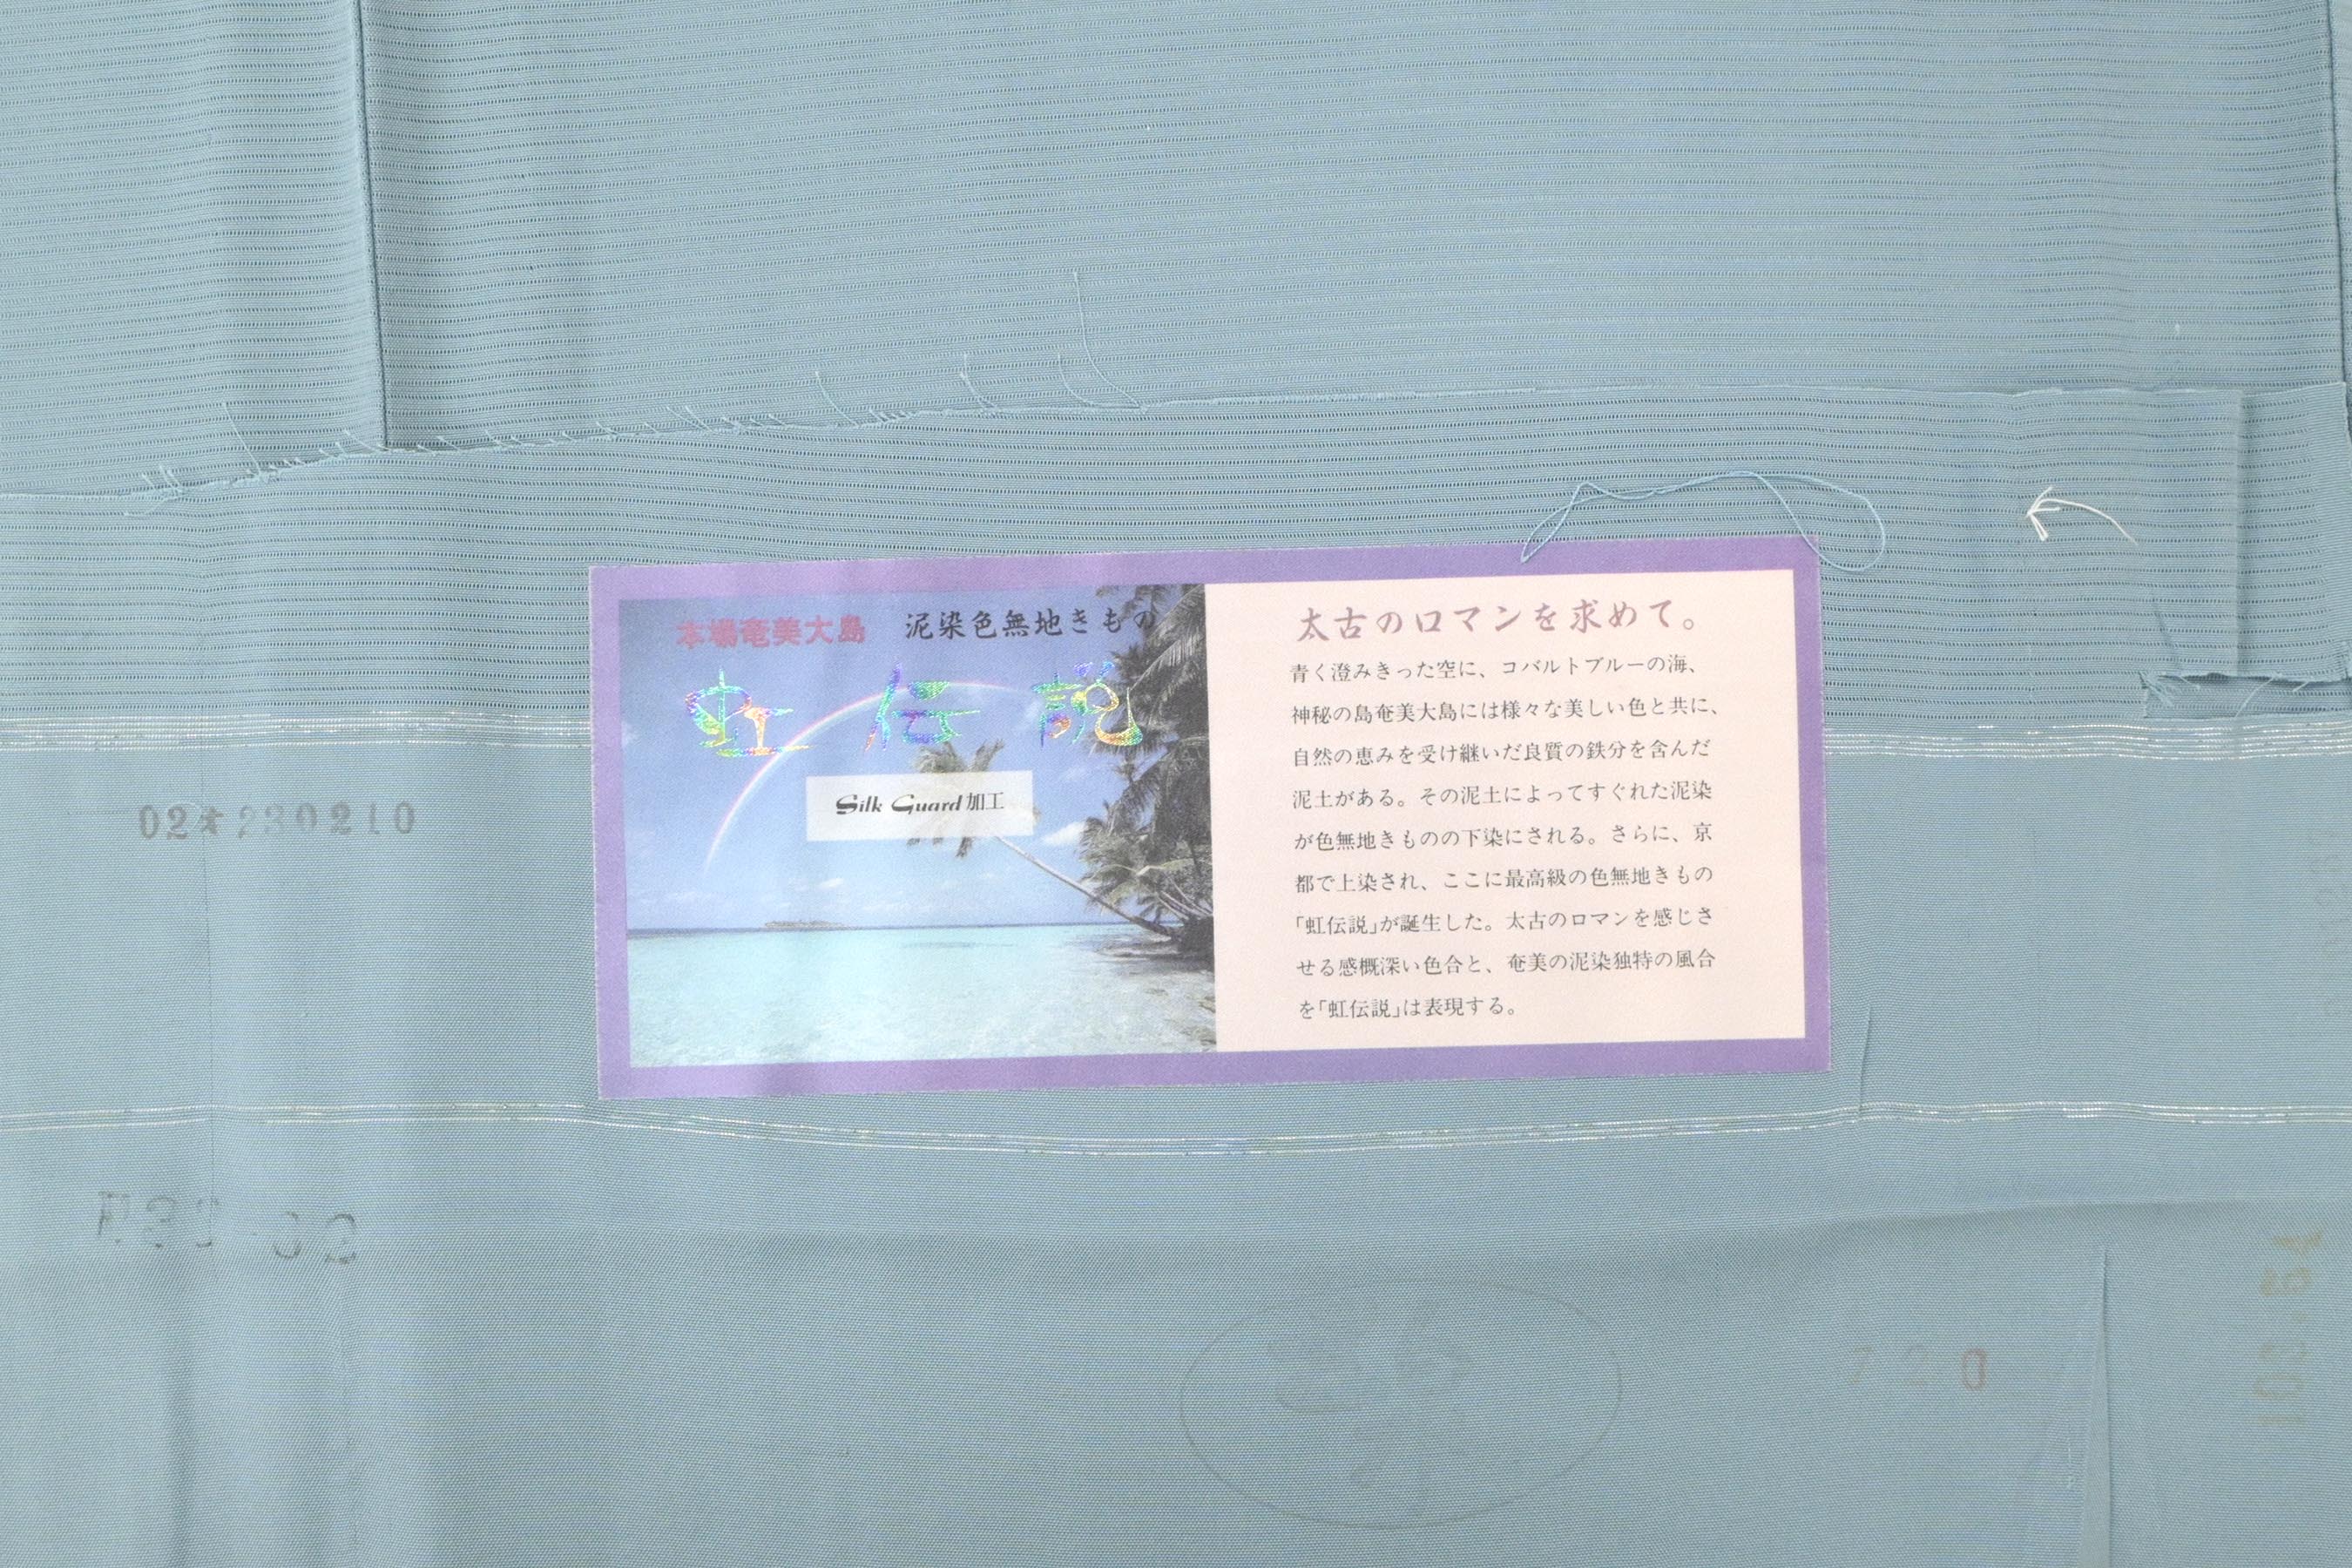 本場奄美大島 泥染色無地きもの
虹伝説
Silk Guard加工
太古のロマンを求めて。
青く澄みきった空に、コバルトブルーの海、
神秘の島奄美大島には様々な美しい色と共に、
自然の恵みを受け継いだ良質の鉄分を含んだ
泥土がある。その泥土によってすぐれた泥染
が色無地きものの下染にされる。さらに、京
都で上染され、ここに最高級の色無地きもの
「虹伝説」が誕生した。太古のロマンを感じさ
せる感概深い色合と、奄美の泥染独特の風合
を「虹伝説」は表現する。
02★230210
720